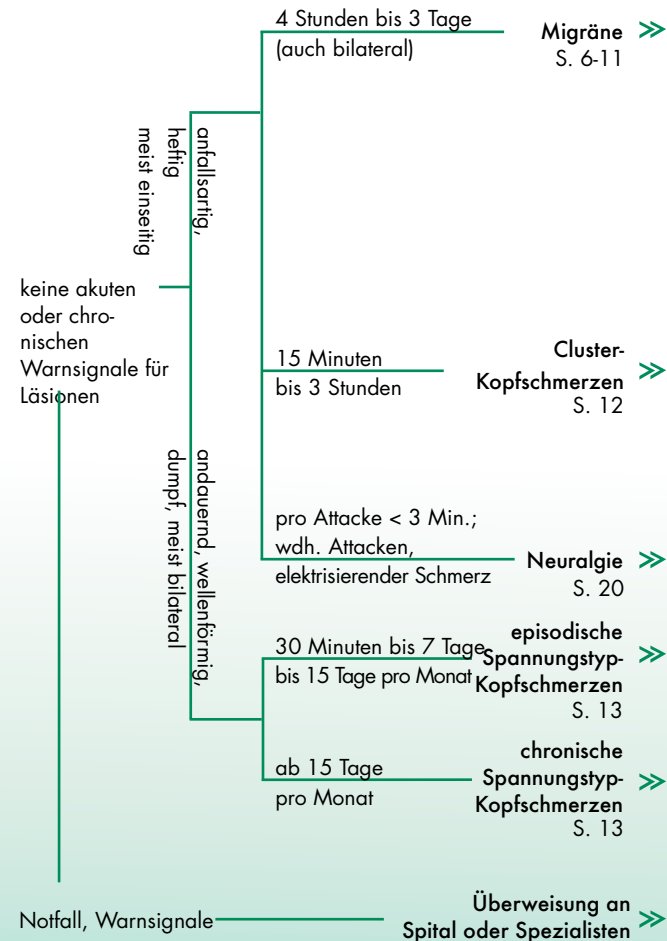 4 Stunden bis 3 Tage
(auch bilateral)
Migräne
S. 6-11
anfallsartig,
heftig
meist einseitig
keine akuten
oder chro-
nischen
Warnsignale für
Läsionen
15 Minuten
bis 3 Stunden
Cluster-
Kopfschmerzen
S. 12
andauernd, wellenförmig,
dumpf, meist bilateral
pro Attacke < 3 Min.;
wdh. Attacken,
elektrisierender Schmerz
Neuralgie
S. 20
30 Minuten bis 7 Tage
bis 15 Tage pro Monat
episodische
Spannungstyp-
Kopfschmerzen
S. 13
ab 15 Tage
pro Monat
chronische
Spannungstyp-
Kopfschmerzen
S. 13
Notfall, Warnsignale
Überweisung an
Spital oder Spezialisten